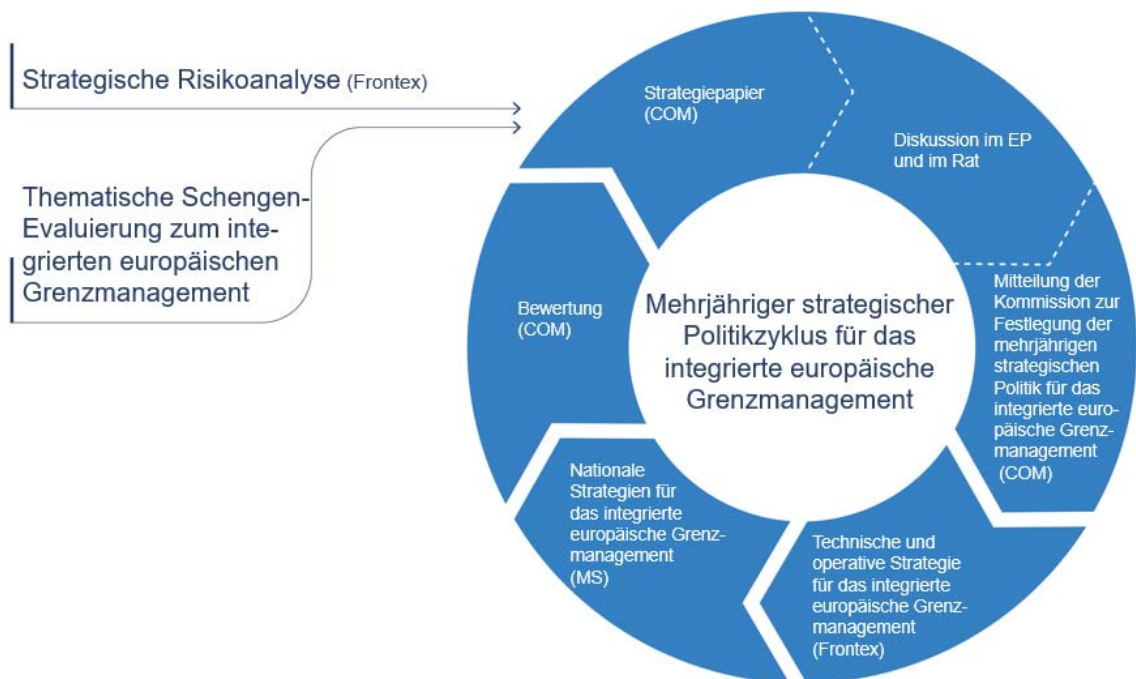 Strategische Risikoanalyse (Frontex)
Thematische Schengen-
Evaluierung zum inte-
grierten europäischen
Grenzmanagement
Strategiepapier
(COM)
Diskussion im EP
und im Rat
Mitteilung der
Kommission zur
Festlegung der
mehrjährigen
strategischen
Politik für das
integrierte euro-
päische Grenz-
management
(COM)
Technische und
operative Strategie
für das integrierte
europäische Grenz-
management
(Frontex)
Nationale
Strategien für
das integrierte
europäische Grenz-
management
(MS)
Bewertung
(COM)
Mehrjähriger strategischer
Politikzyklus für das
integrierte europäische
Grenzmanagement